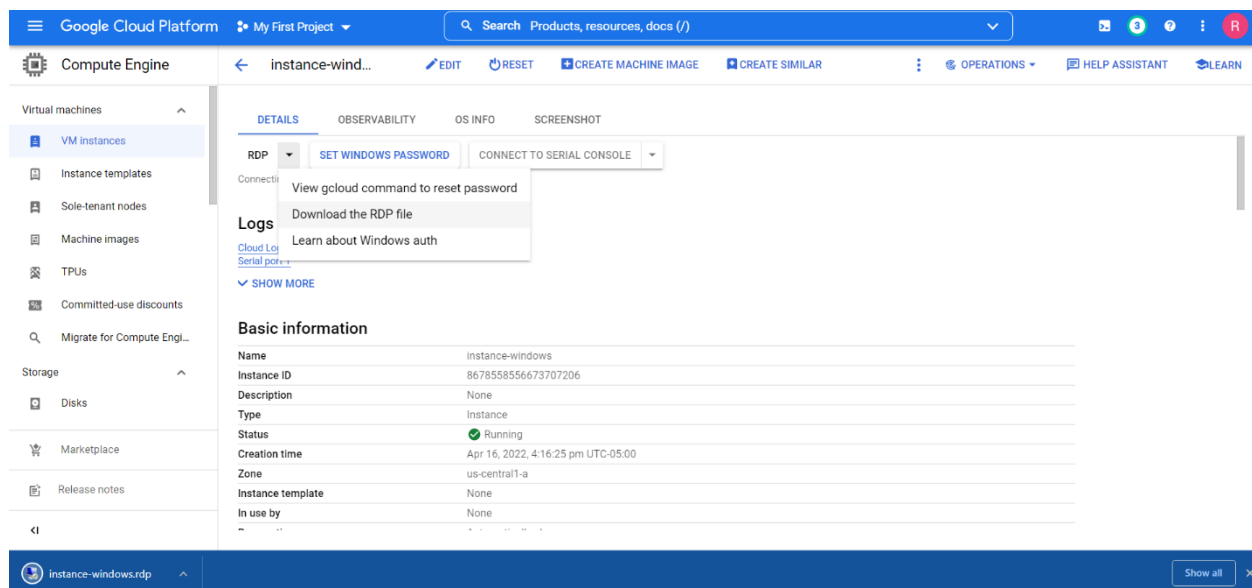 Google Cloud Platform My First Project Search Products, resources, docs (/) 3 R
Compute Engine instance-wind... EDIT RESET CREATE MACHINE IMAGE CREATE SIMILAR OPERATIONS HELP ASSISTANT LEARN
Virtual machines
VM instances
Instance templates
Sole-tenant nodes
Machine images
TPUs
Committed-use discounts
Migrate for Compute Engi...
Storage
Disks
Marketplace
Release notes
DETAILS OBSERVABILITY OS INFO SCREENSHOT
RDP SET WINDOWS PASSWORD CONNECT TO SERIAL CONSOLE
View gcloud command to reset password
Download the RDP file
Learn about Windows auth
Logs
Serial port 1
SHOW MORE
Basic information
Name instance-windows
Instance ID 8678558556673707206
Description None
Type Instance
Status Running
Creation time Apr 16, 2022, 4:16:25 pm UTC-05:00
Zone us-central1-a
Instance template None
In use by None
instance-windows.rdp Show all